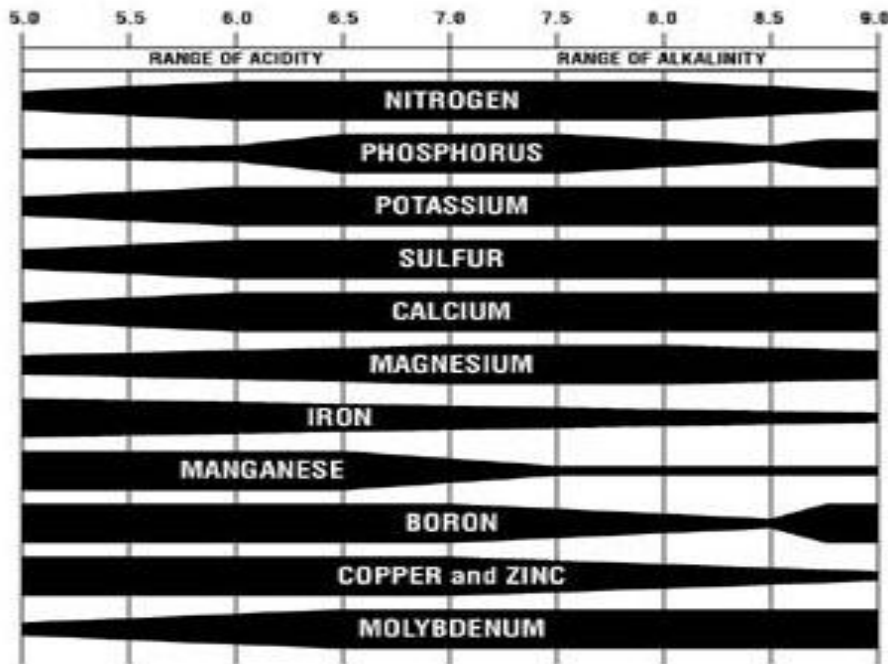 5.0 5.5 6.0 6.5 7.0 7.5 8.0 8.5 9.0
RANGE OF ACIDITY RANGE OF ALKALINITY
NITROGEN
PHOSPHORUS
POTASSIUM
SULFUR
CALCIUM
MAGNESIUM
IRON
MANGANESE
BORON
COPPER and ZINC
MOLYBDENUM